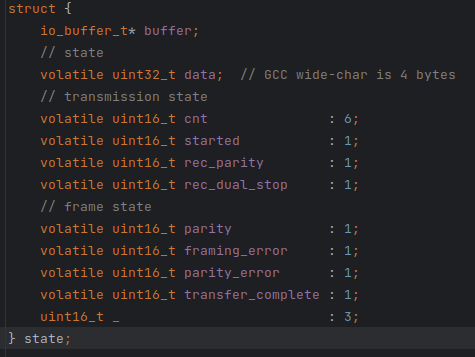 struct {
    io_buffer_t* buffer;
    // state
    volatile uint32_t data;  // GCC wide-char is 4 bytes
    // transmission state
    volatile uint16_t cnt               : 6;
    volatile uint16_t started           : 1;
    volatile uint16_t rec_parity        : 1;
    volatile uint16_t rec_dual_stop     : 1;
    // frame state
    volatile uint16_t parity            : 1;
    volatile uint16_t framing_error     : 1;
    volatile uint16_t parity_error      : 1;
    volatile uint16_t transfer_complete : 1;
    uint16_t _                          : 3;
} state;